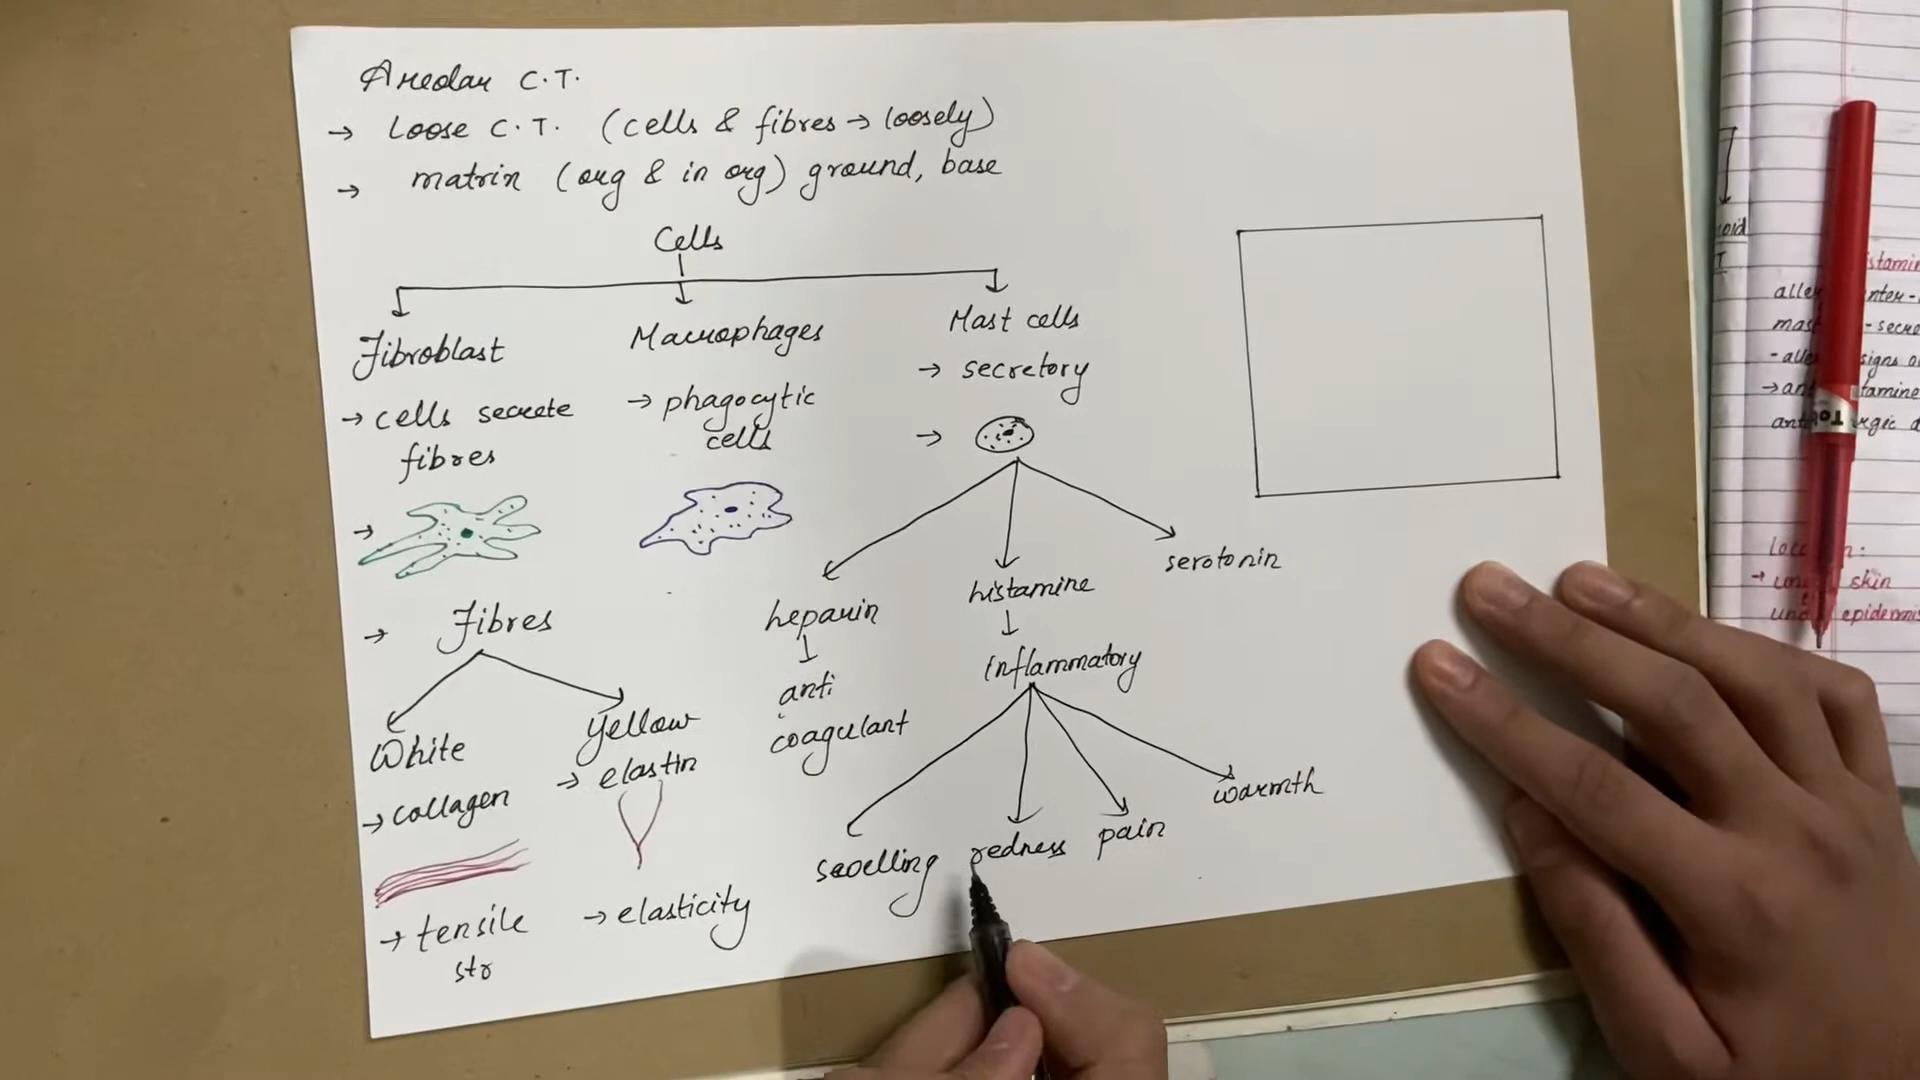 Areolar C.T.
→ Loose C.T. (cells & fibres → loosely)
→ matrix (org & in org) ground, base
Cells
Fibroblast
→ cells secrete
fibres
→
Macrophages
→ phagocytic
cells
Mast cells
→ secretory
→
heparin
↓
anti
coagulant
histamine
↓
inflammatory
serotonin
swelling
redness
pain
warmth
→ Fibres
White
→ collagen
→ tensile
str
yellow
→ elastin
→ elasticity
skin
epidermis